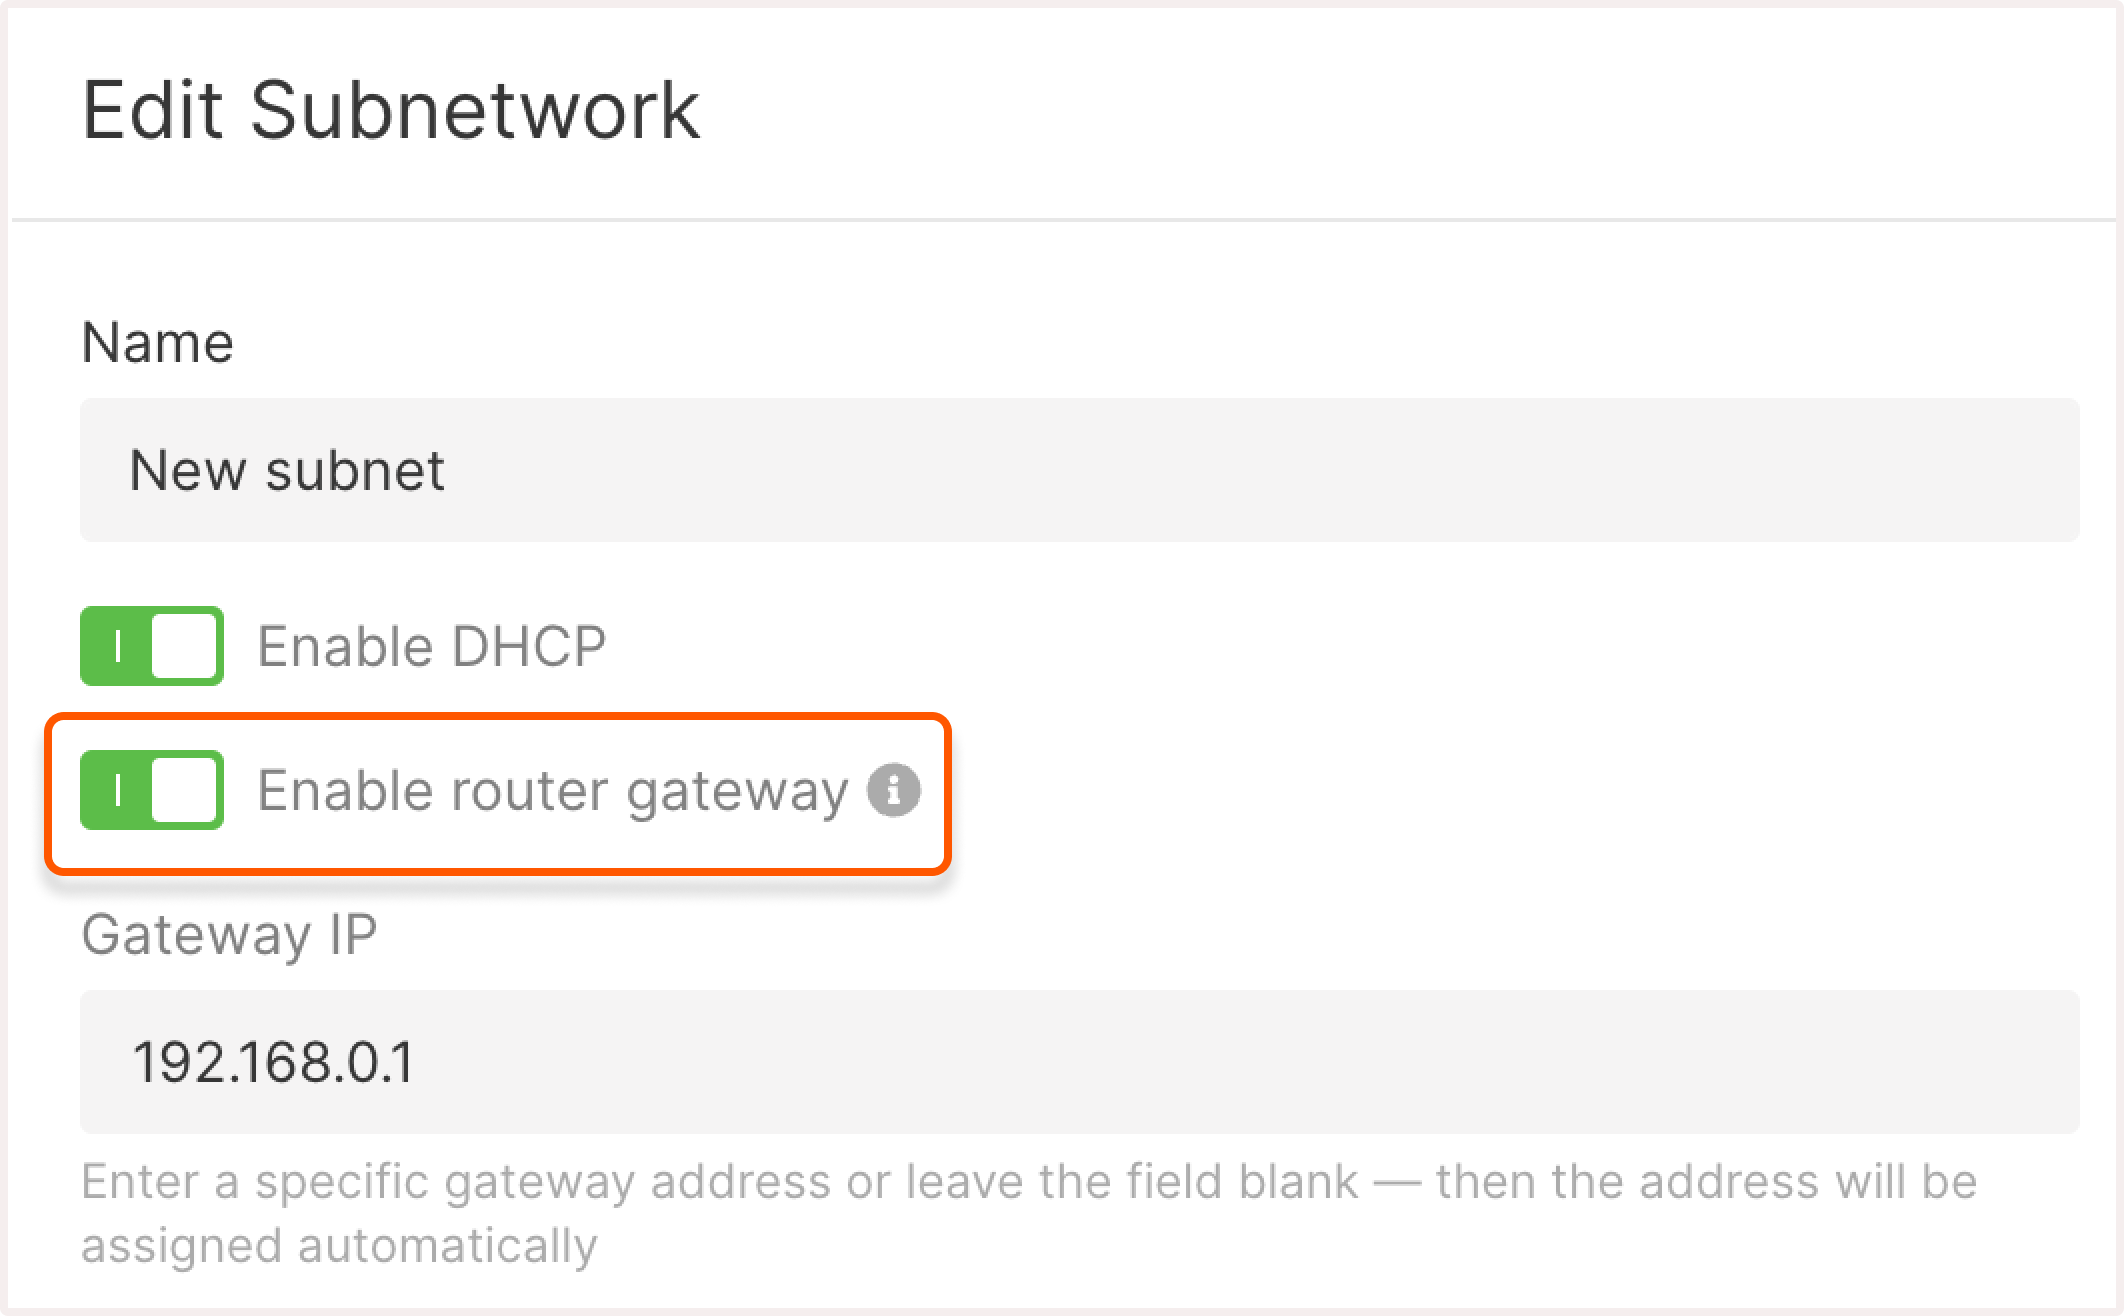 Edit Subnetwork
Name
New subnet
Enable DHCP
Enable router gateway
Gateway IP
192.168.0.1
Enter a specific gateway address or leave the field blank — then the address will be
assigned automatically